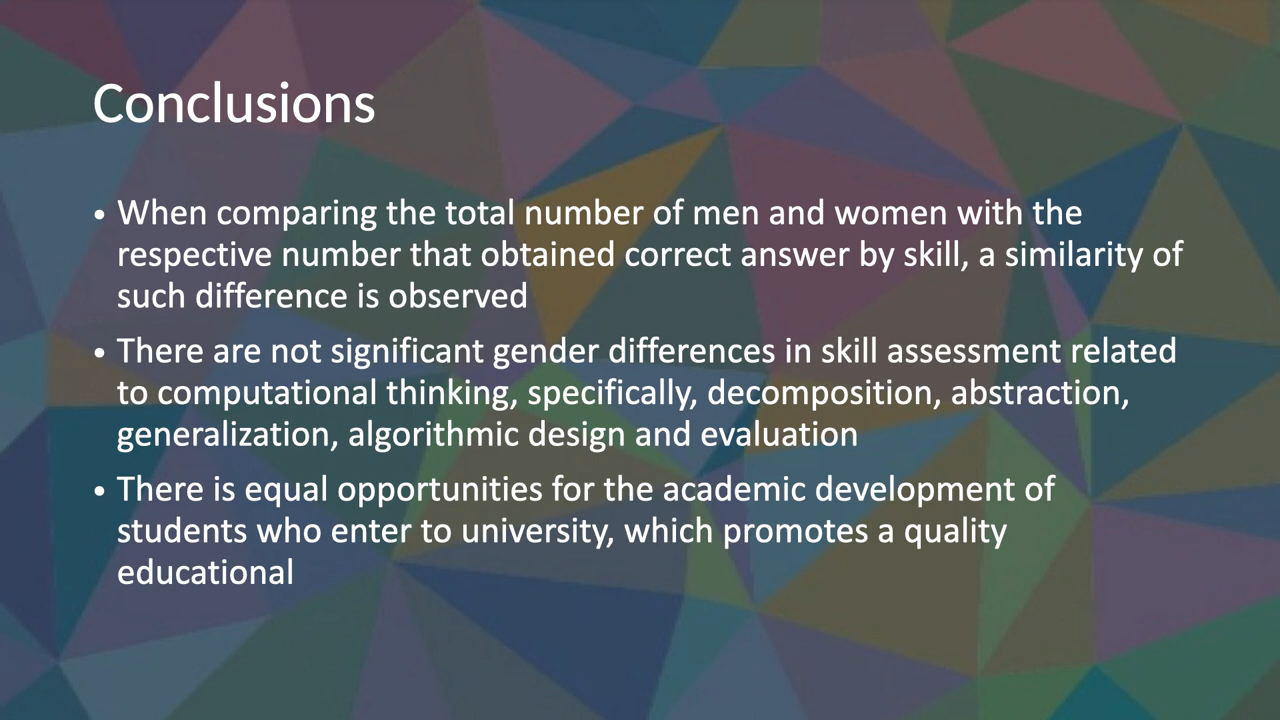 Conclusions
• When comparing the total number of men and women with the
respective number that obtained correct answer by skill, a similarity of
such difference is observed
• There are not significant gender differences in skill assessment related
to computational thinking, specifically, decomposition, abstraction,
generalization, algorithmic design and evaluation
• There is equal opportunities for the academic development of
students who enter to university, which promotes a quality
educational